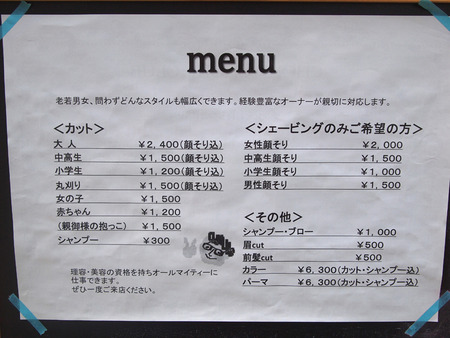 menu
老若男女、問わずどんなスタイルも幅広くできます。経験豊富なオーナーが親切に対応します。
＜カット＞
大 人 ￥２,４００（顔そり込）
中高生 ￥１,５００（顔そり込）
小学生 ￥１,２００（顔そり込）
丸刈り ￥１,５００（顔そり込）
女の子 ￥１,５００
赤ちゃん ￥１,２００
（親御様の抱っこ） ￥１,５００
シャンプー ￥３００
理容・美容の資格を持ちオールマイティーに
仕事できます。
ぜひ一度ご来店ください。
＜シェービングのみご希望の方＞
女性顔そり ￥２,０００
中高生顔そり ￥１,５００
小学生顔そり ￥１,０００
男性顔そり ￥１,５００
＜その他＞
シャンプー・ブロー ￥１,０００
眉cut ￥５００
前髪cut ￥５００
カラー ￥６,３００（カット・シャンプー込）
パーマ ￥６,３００（カット・シャンプー込）